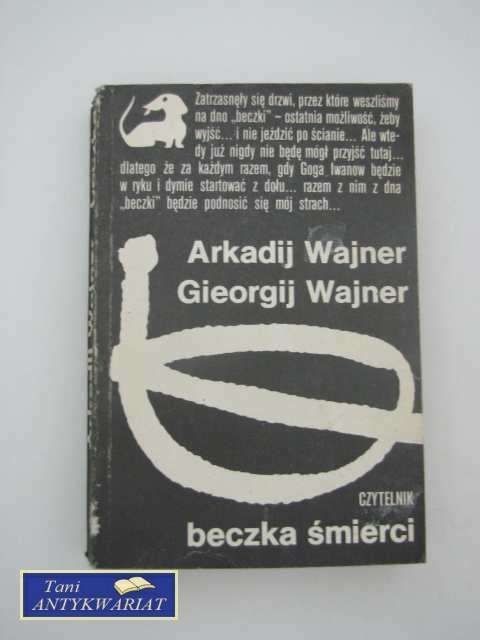 Zatrzasnęły się drzwi, przez które weszliśmy
na dno „beczki” – ostatnia możliwość, żeby
wyjść... i nie jeździć po ścianie... Ale wte-
dy już nigdy nie będę mógł przyjść tutaj...
dlatego że za każdym razem, gdy Goga Iwanow będzie
w ryku i dymie startować z dołu... razem z nim z dna
„beczki” będzie podnosić się mój strach...
Arkadij Wajner
Gieorgij Wajner
CZYTELNIK
beczka śmierci
Tani
ANTYKWARIAT